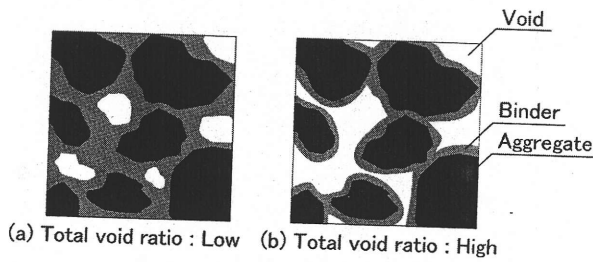 Void
Binder
Aggregate
(a) Total void ratio : Low
(b) Total void ratio : High